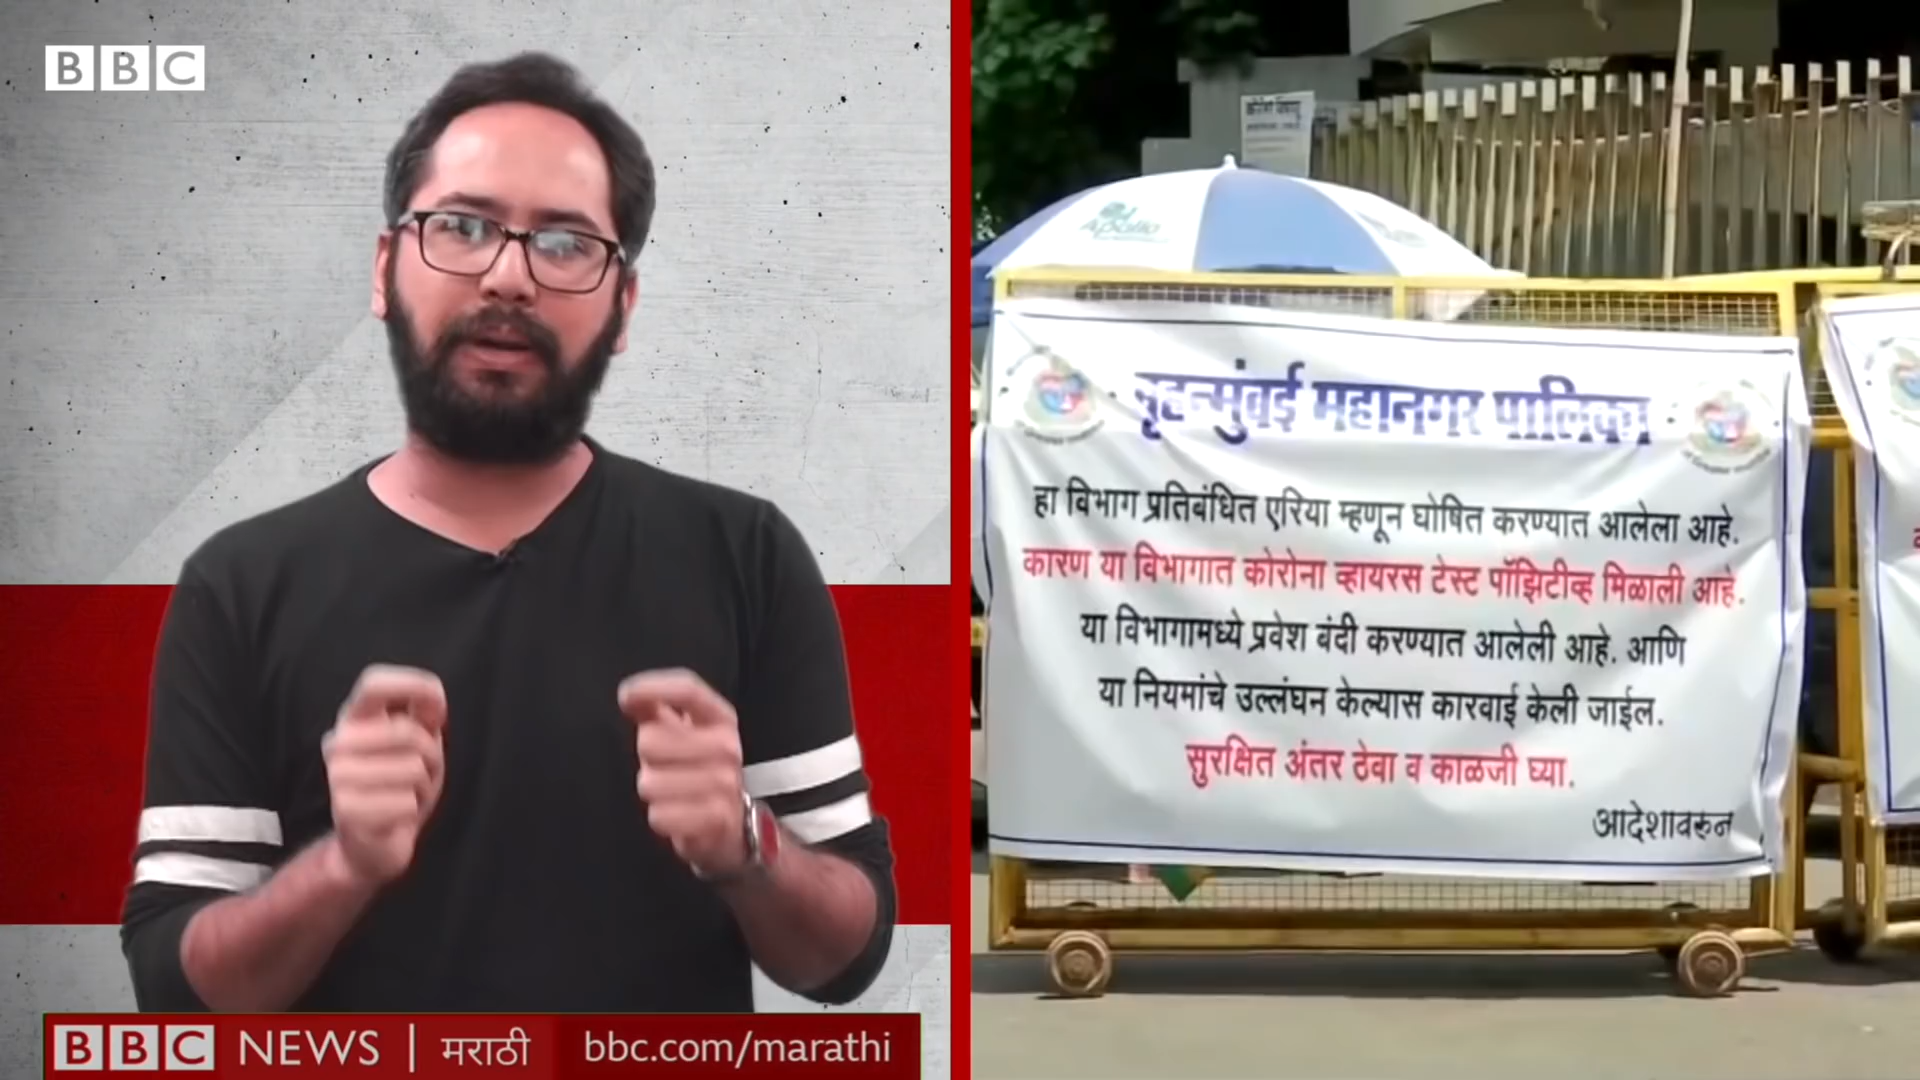 BBC
BBC NEWS | मराठी bbc.com/marathi
Apollo
बृहन्मुंबई महानगर पालिका
हा विभाग प्रतिबंधित एरिया म्हणून घोषित करण्यात आलेला आहे.
कारण या विभागात कोरोना व्हायरस टेस्ट पॉझिटीव्ह मिळाली आहे.
या विभागामध्ये प्रवेश बंदी करण्यात आलेली आहे. आणि
या नियमांचे उल्लंघन केल्यास कारवाई केली जाईल.
सुरक्षित अंतर ठेवा व काळजी घ्या.
आदेशावरुन